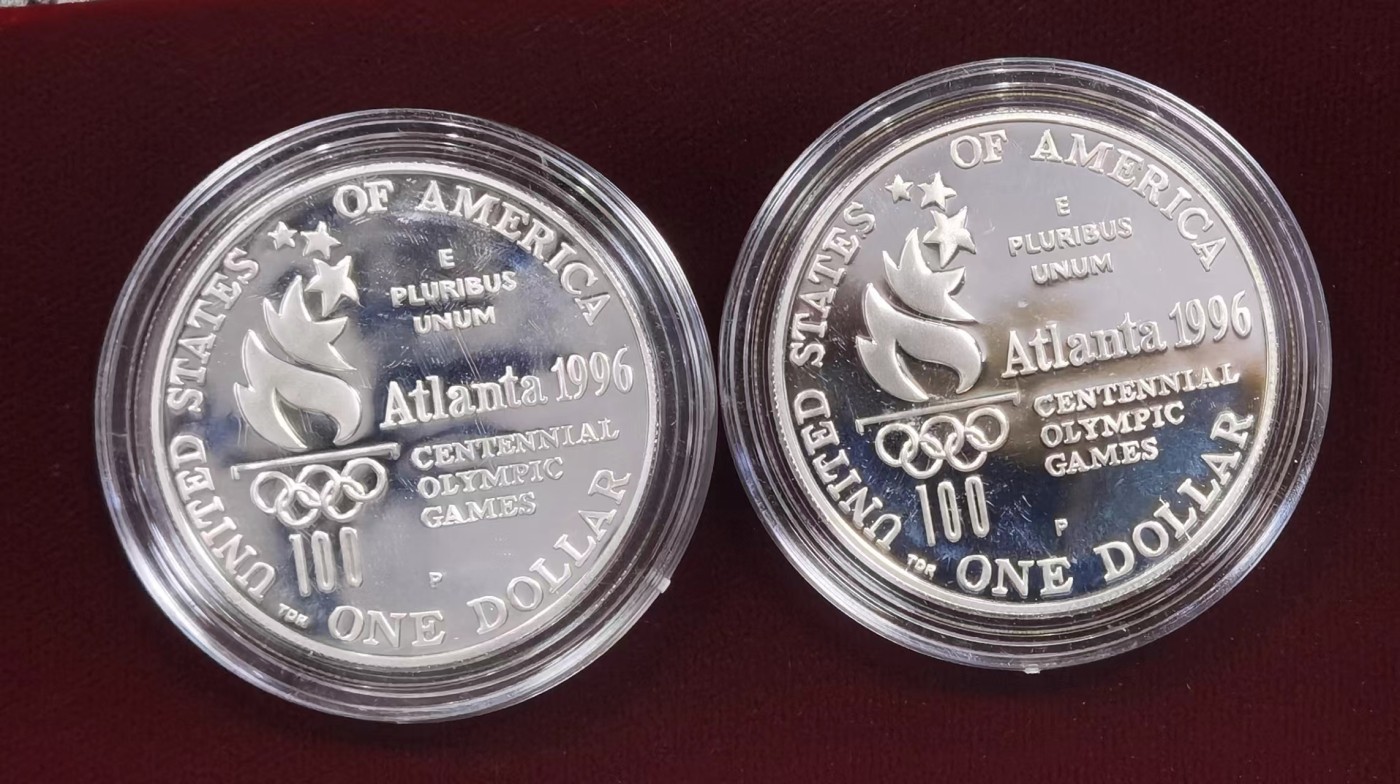 UNITED STATES OF AMERICA
E
PLURIBUS
UNUM
Atlanta 1996
CENTENNIAL
OLYMPIC
GAMES
100
P
TDR
ONE DOLLAR
UNITED STATES OF AMERICA
E
PLURIBUS
UNUM
Atlanta 1996
CENTENNIAL
OLYMPIC
GAMES
100
P
TDR
ONE DOLLAR